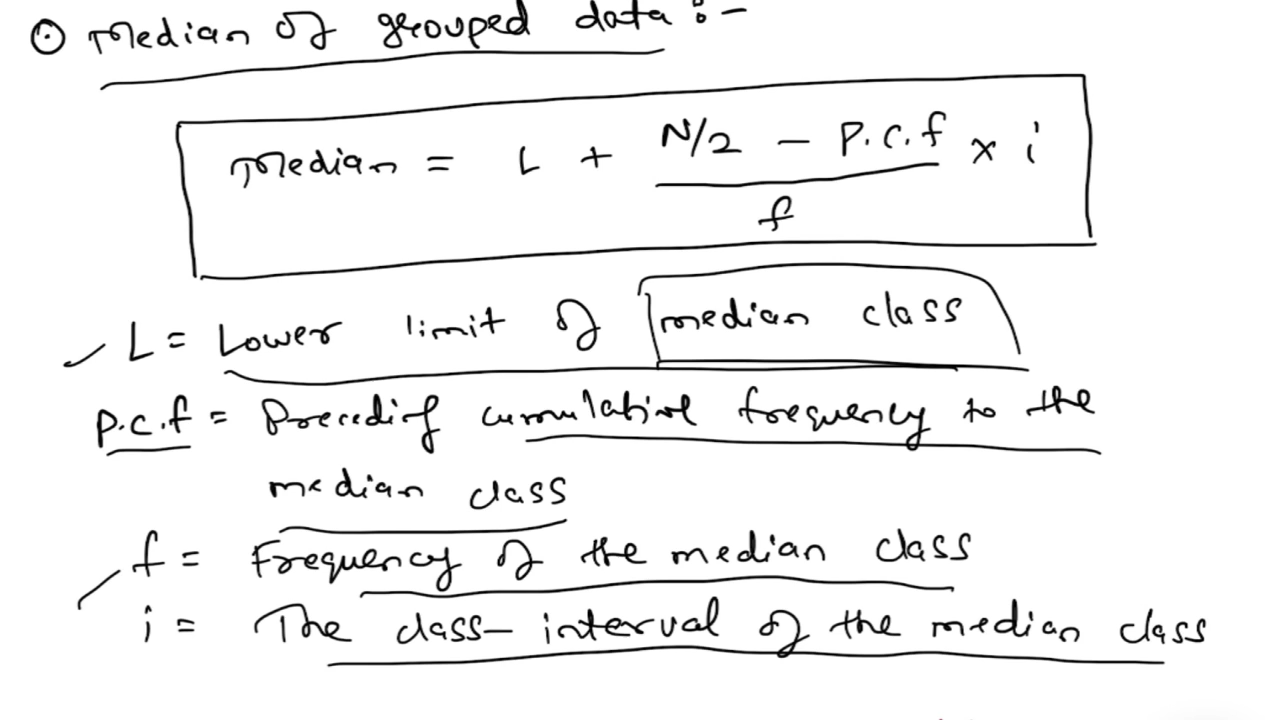 ⊙ Median of grouped data :-
Median = L + (N/2 - P.c.f)/f × i
L = Lower limit of median class
P.c.f = Preceding cumulative frequency to the
median class
f = Frequency of the median class
i = The class-interval of the median class